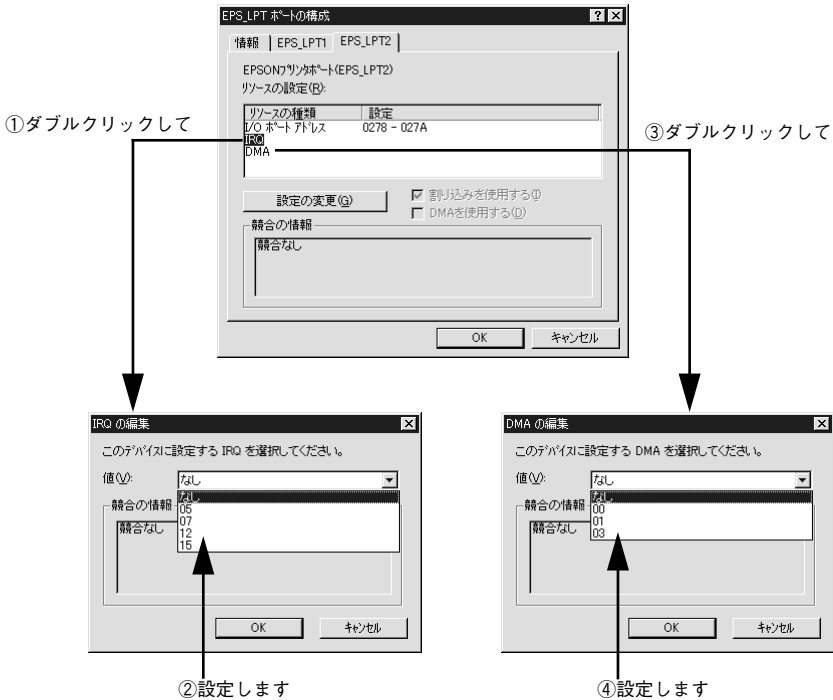 EPS_LPT ポートの構成
情報 EPS_LPT1 EPS_LPT2
EPSONプリンタポート(EPS_LPT2)
リソースの設定(R):
リソースの種類 設定
I/O ポート アドレス 0278 - 027A
IRQ
DMA
①ダブルクリックして
③ダブルクリックして
設定の変更(G)
割り込みを使用する(I)
DMAを使用する(D)
競合の情報
競合なし
OK キャンセル
IRQ の編集
このデバイスに設定する IRQ を選択してください。
値(V): なし
なし
05
07
12
15
競合の情報
競合なし
OK キャンセル
②設定します
DMA の編集
このデバイスに設定する DMA を選択してください。
値(V): なし
なし
00
01
03
競合の情報
競合なし
OK キャンセル
④設定します